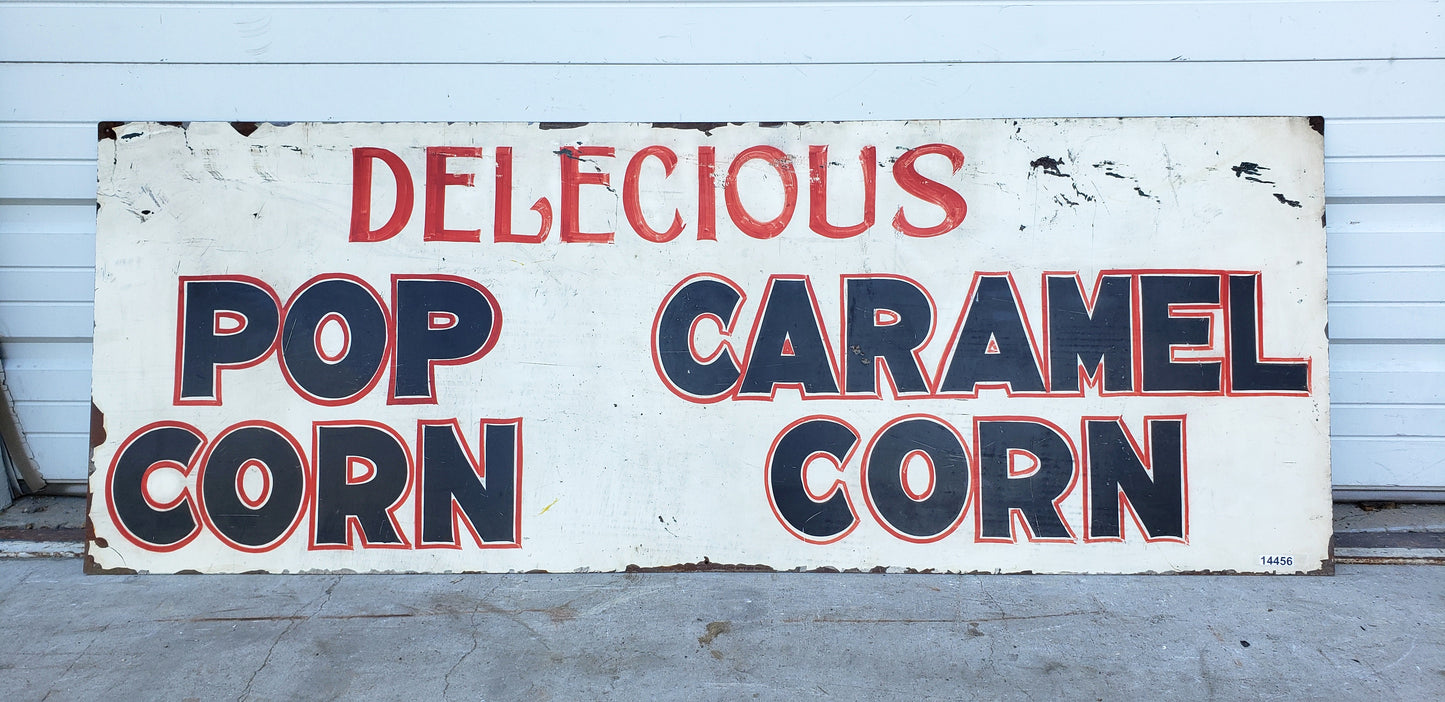 DELECIOUS
POP
CORN
CARAMEL
CORN
14456